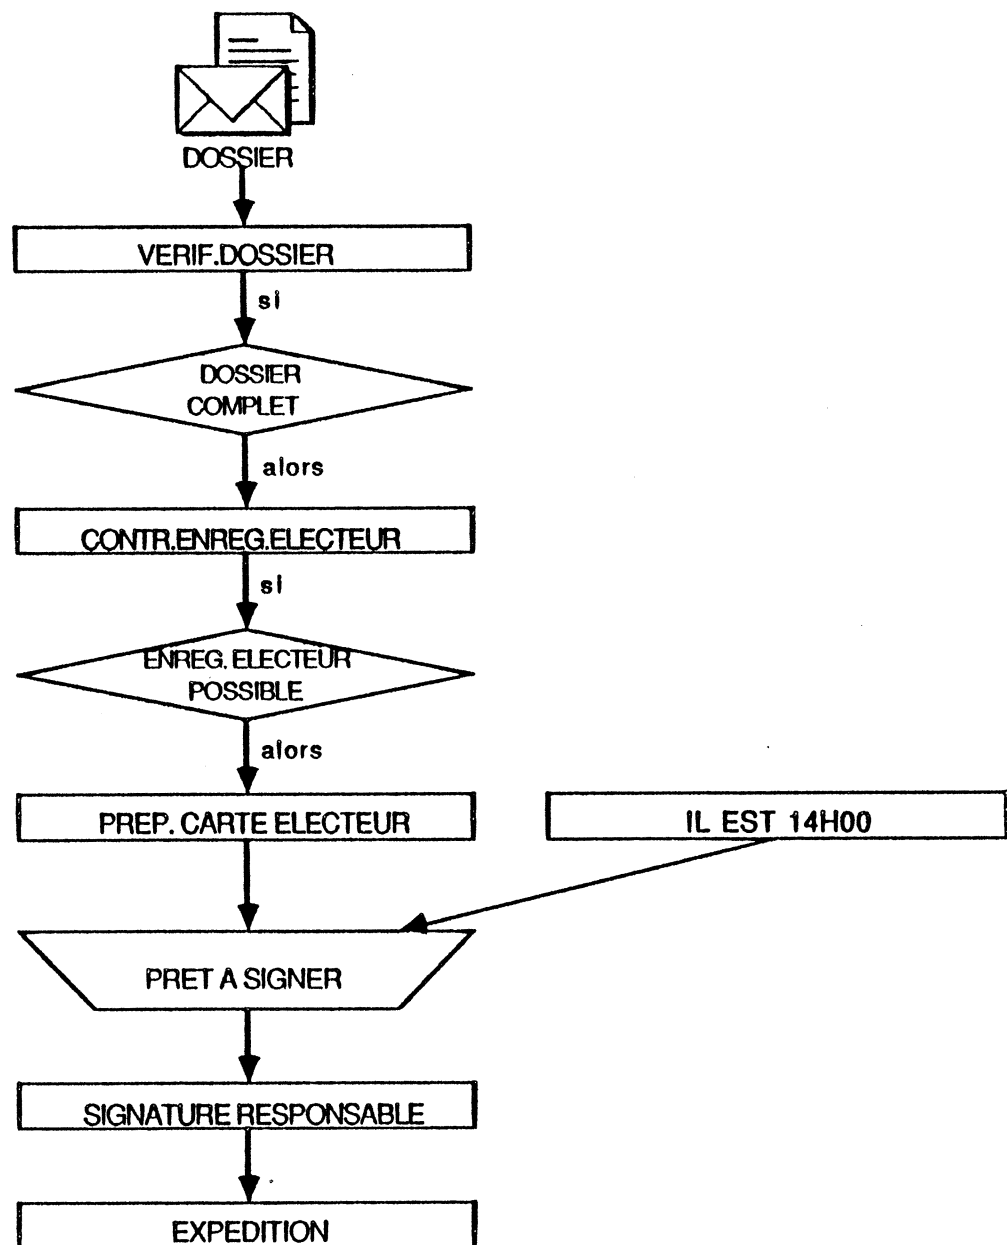 DOSSIER
VERIF.DOSSIER
si
DOSSIER
COMPLET
alors
CONTR.ENREG.ELECTEUR
si
ENREG. ELECTEUR
POSSIBLE
alors
PREP. CARTE ELECTEUR
IL EST 14H00
PRET A SIGNER
SIGNATURE RESPONSABLE
EXPEDITION